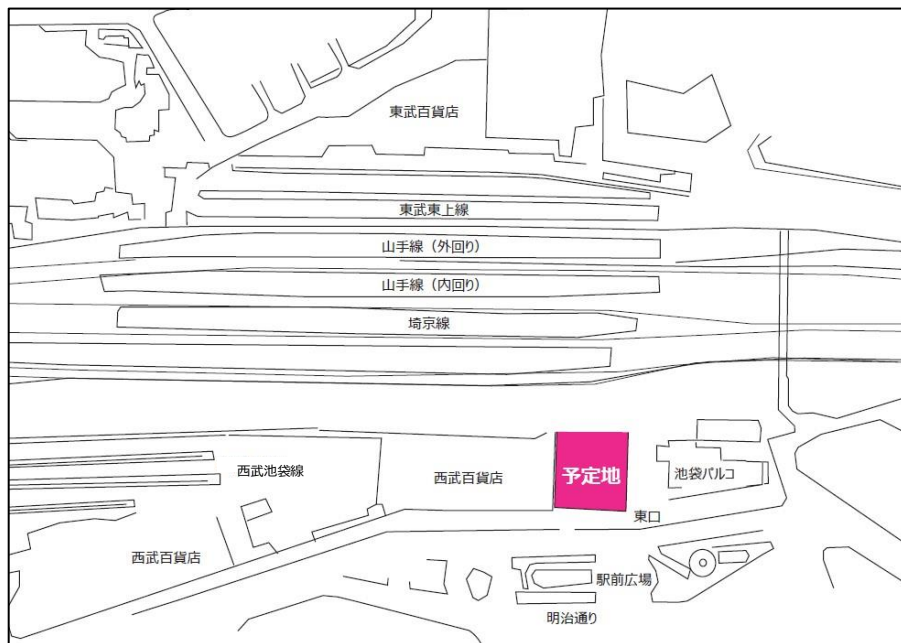 東武百貨店
東武東上線
山手線（外回り）
山手線（内回り）
埼京線
西武池袋線
西武百貨店
予定地
池袋パルコ
東口
西武百貨店
駅前広場
明治通り